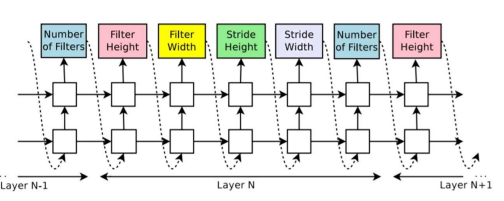 Number
of Filters
Filter
Height
Filter
Width
Stride
Height
Stride
Width
Number
of Filters
Filter
Height
Layer N-1
Layer N
Layer N+1